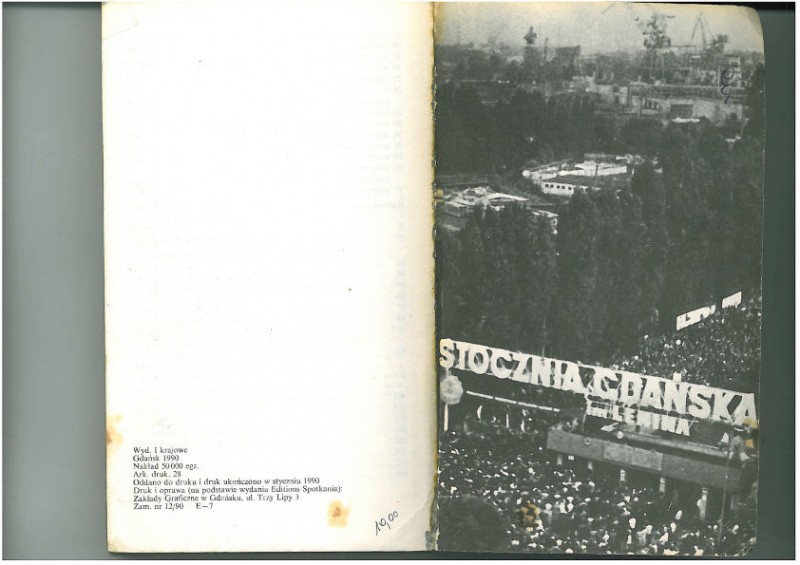 Wyd. I krajowe
Gdańsk 1990
Nakład 50 000 egz.
Ark. druk. 28
Oddano do druku i druk ukończono w styczniu 1990
Druk i oprawa (na podstawie wydania Editions Spotkania):
Zakłady Graficzne w Gdańsku, ul. Trzy Lipy 3
Zam. nr 12/90 E—7
STOCZNIA GDAŃSKA
im LENINA